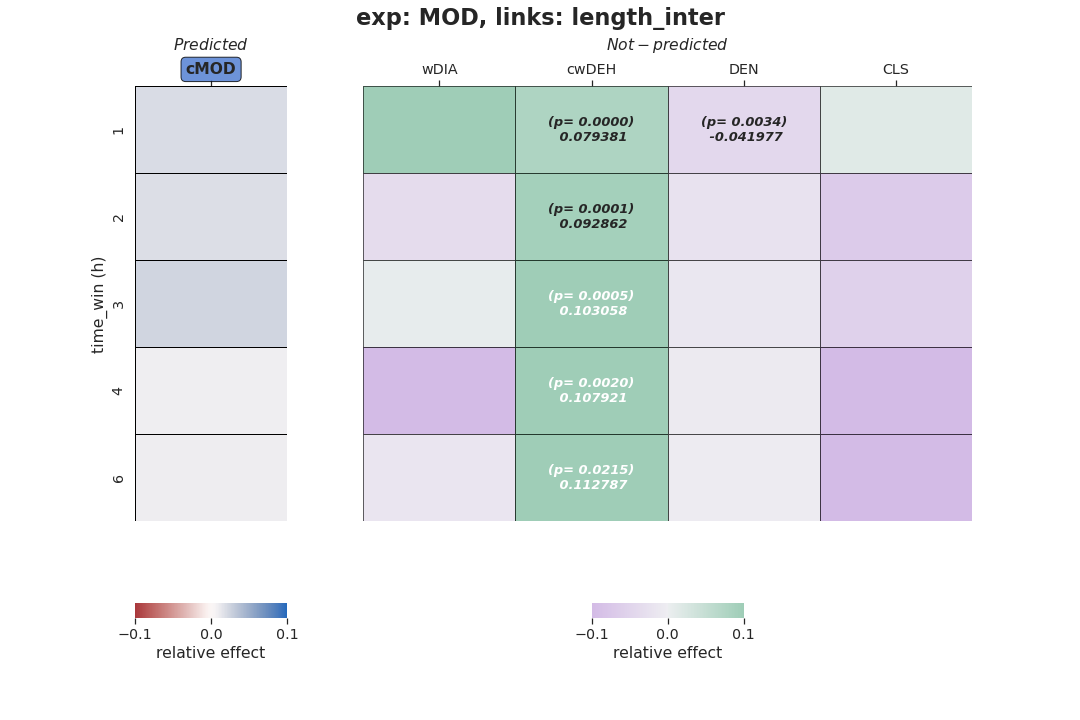 exp: MOD, links: length_inter
Predicted
Not − predicted
cMOD
wDIA
cwDEH
DEN
CLS
time_win (h)
1
(p= 0.0000)
0.079381
(p= 0.0034)
-0.041977
2
(p= 0.0001)
0.092862
3
(p= 0.0005)
0.103058
4
(p= 0.0020)
0.107921
6
(p= 0.0215)
0.112787
−0.1 0.0 0.1
relative effect
−0.1 0.0 0.1
relative effect